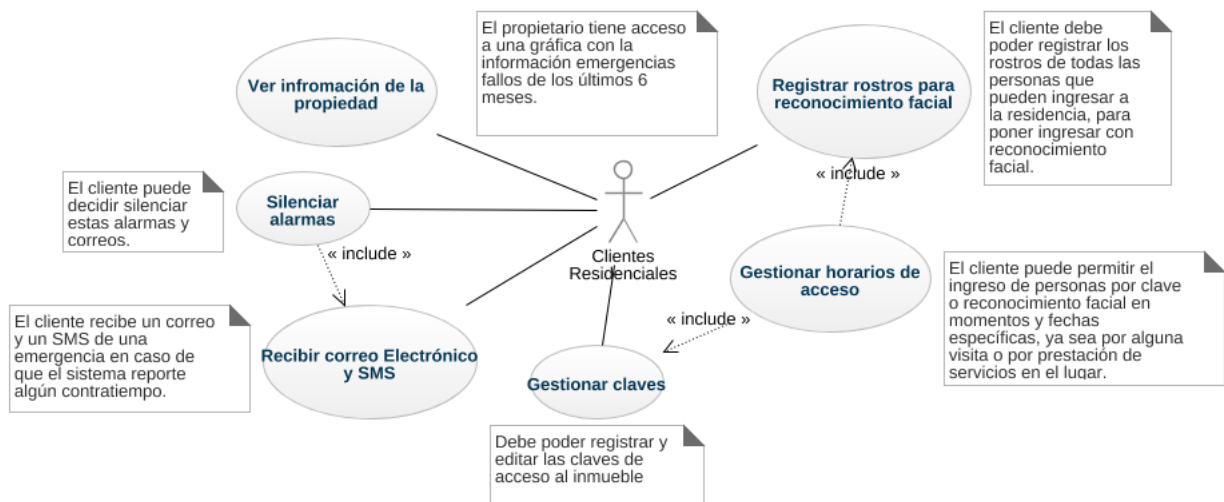 El propietario tiene acceso
a una gráfica con la
información emergencias
fallos de los últimos 6
meses.
El cliente debe
poder registrar los
rostros de todas las
personas que
pueden ingresar a
la residencia, para
poner ingresar con
reconocimiento
facial.
Ver infromación de la
propiedad
Registrar rostros para
reconocimiento facial
El cliente puede
decidir silenciar
estas alarmas y
correos.
Silenciar
alarmas
« include »
« include »
Clientes
Residenciales
Gestionar horarios de
acceso
El cliente puede permitir el
ingreso de personas por clave
o reconocimiento facial en
momentos y fechas
específicas, ya sea por alguna
visita o por prestación de
servicios en el lugar.
El cliente recibe un correo
y un SMS de una
emergencia en caso de
que el sistema reporte
algún contratiempo.
« include »
Recibir correo Electrónico
y SMS
Gestionar claves
Debe poder registrar y
editar las claves de
acceso al inmueble